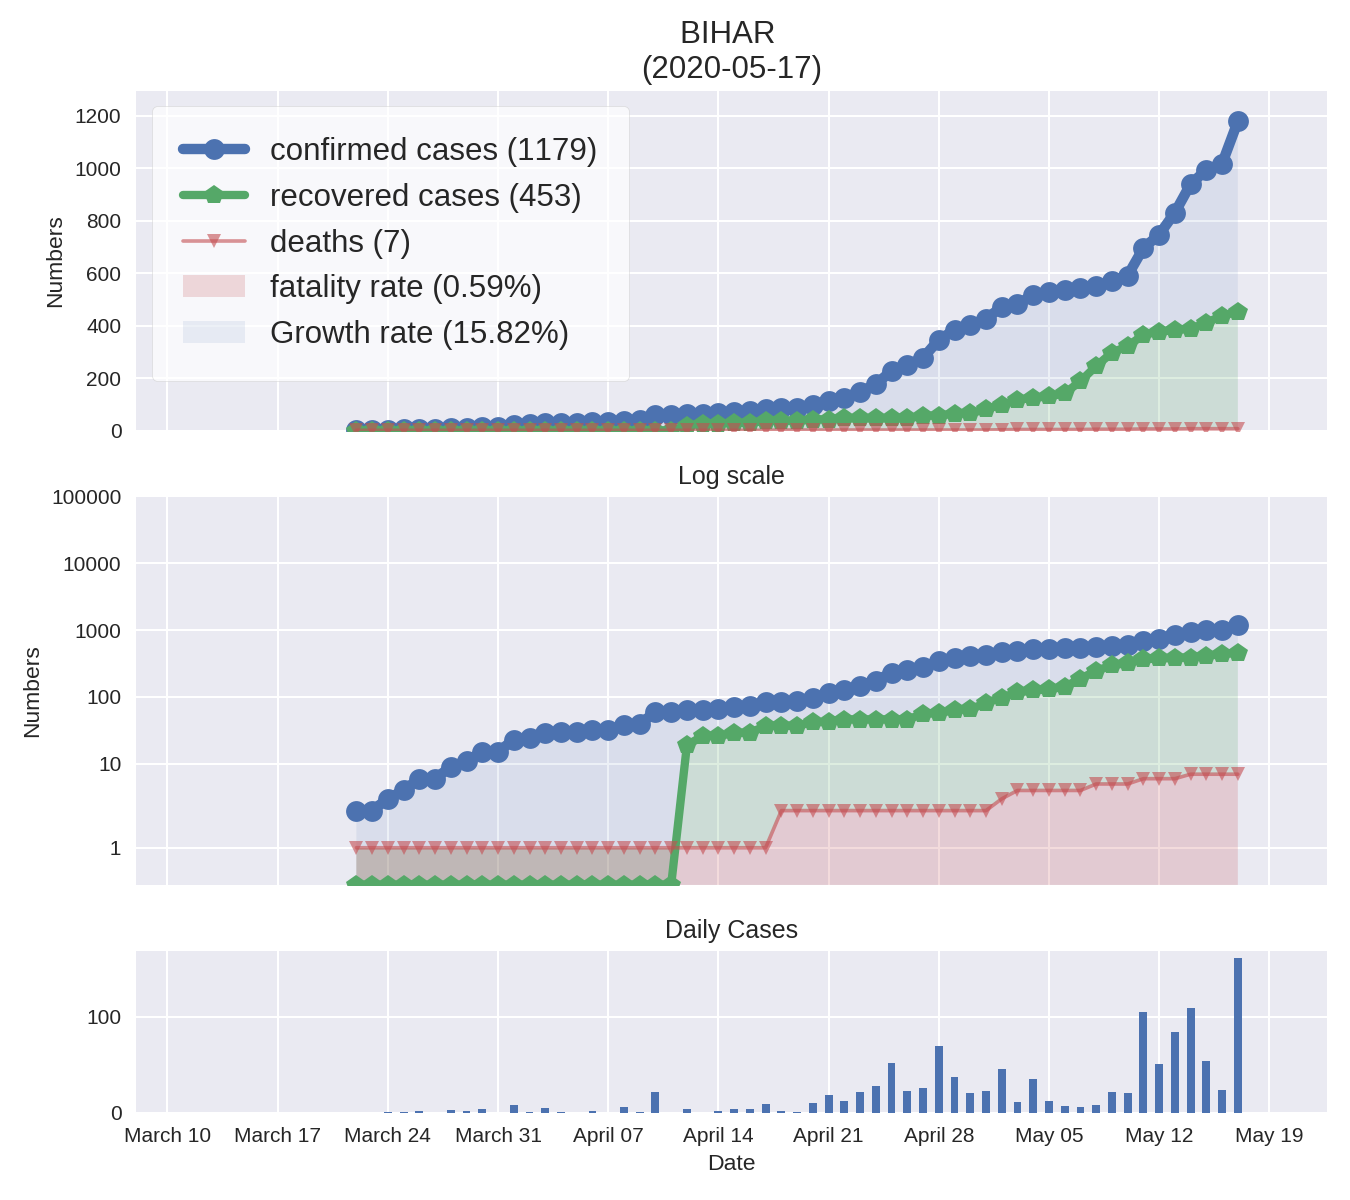 BIHAR
(2020-05-17)
Numbers
1200
1000
800
600
400
200
0
confirmed cases (1179)
recovered cases (453)
deaths (7)
fatality rate (0.59%)
Growth rate (15.82%)
Log scale
Numbers
100000
10000
1000
100
10
1
Daily Cases
100
0
March 10 March 17 March 24 March 31 April 07 April 14 April 21 April 28 May 05 May 12 May 19
Date